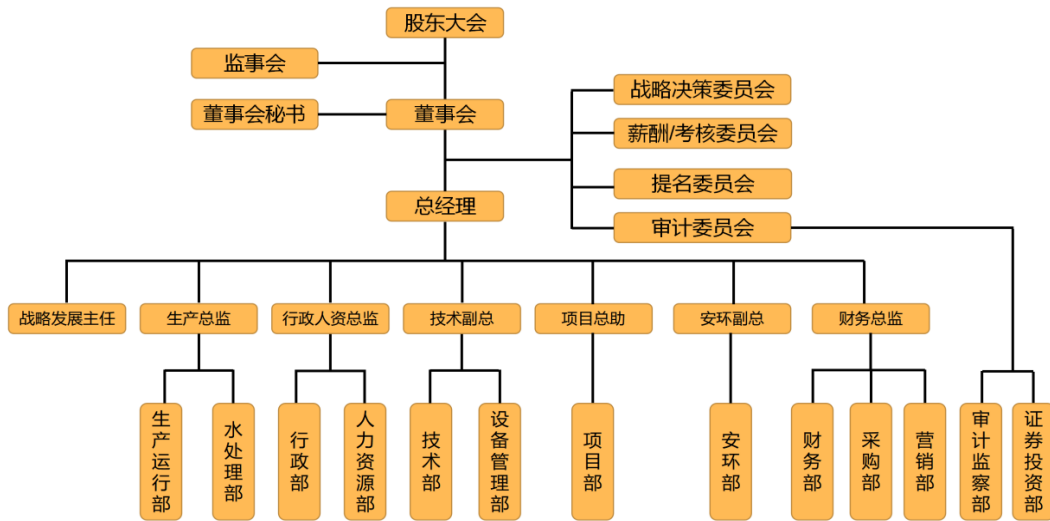 股东大会
监事会
董事会秘书
董事会
战略决策委员会
薪酬/考核委员会
提名委员会
总经理
审计委员会
战略发展主任
生产总监
行政人资总监
技术副总
项目总助
安环副总
财务总监
生产运行部
水处理部
行政部
人力资源部
技术部
设备管理部
项目部
安环部
财务部
采购部
营销部
审计监察部
证券投资部